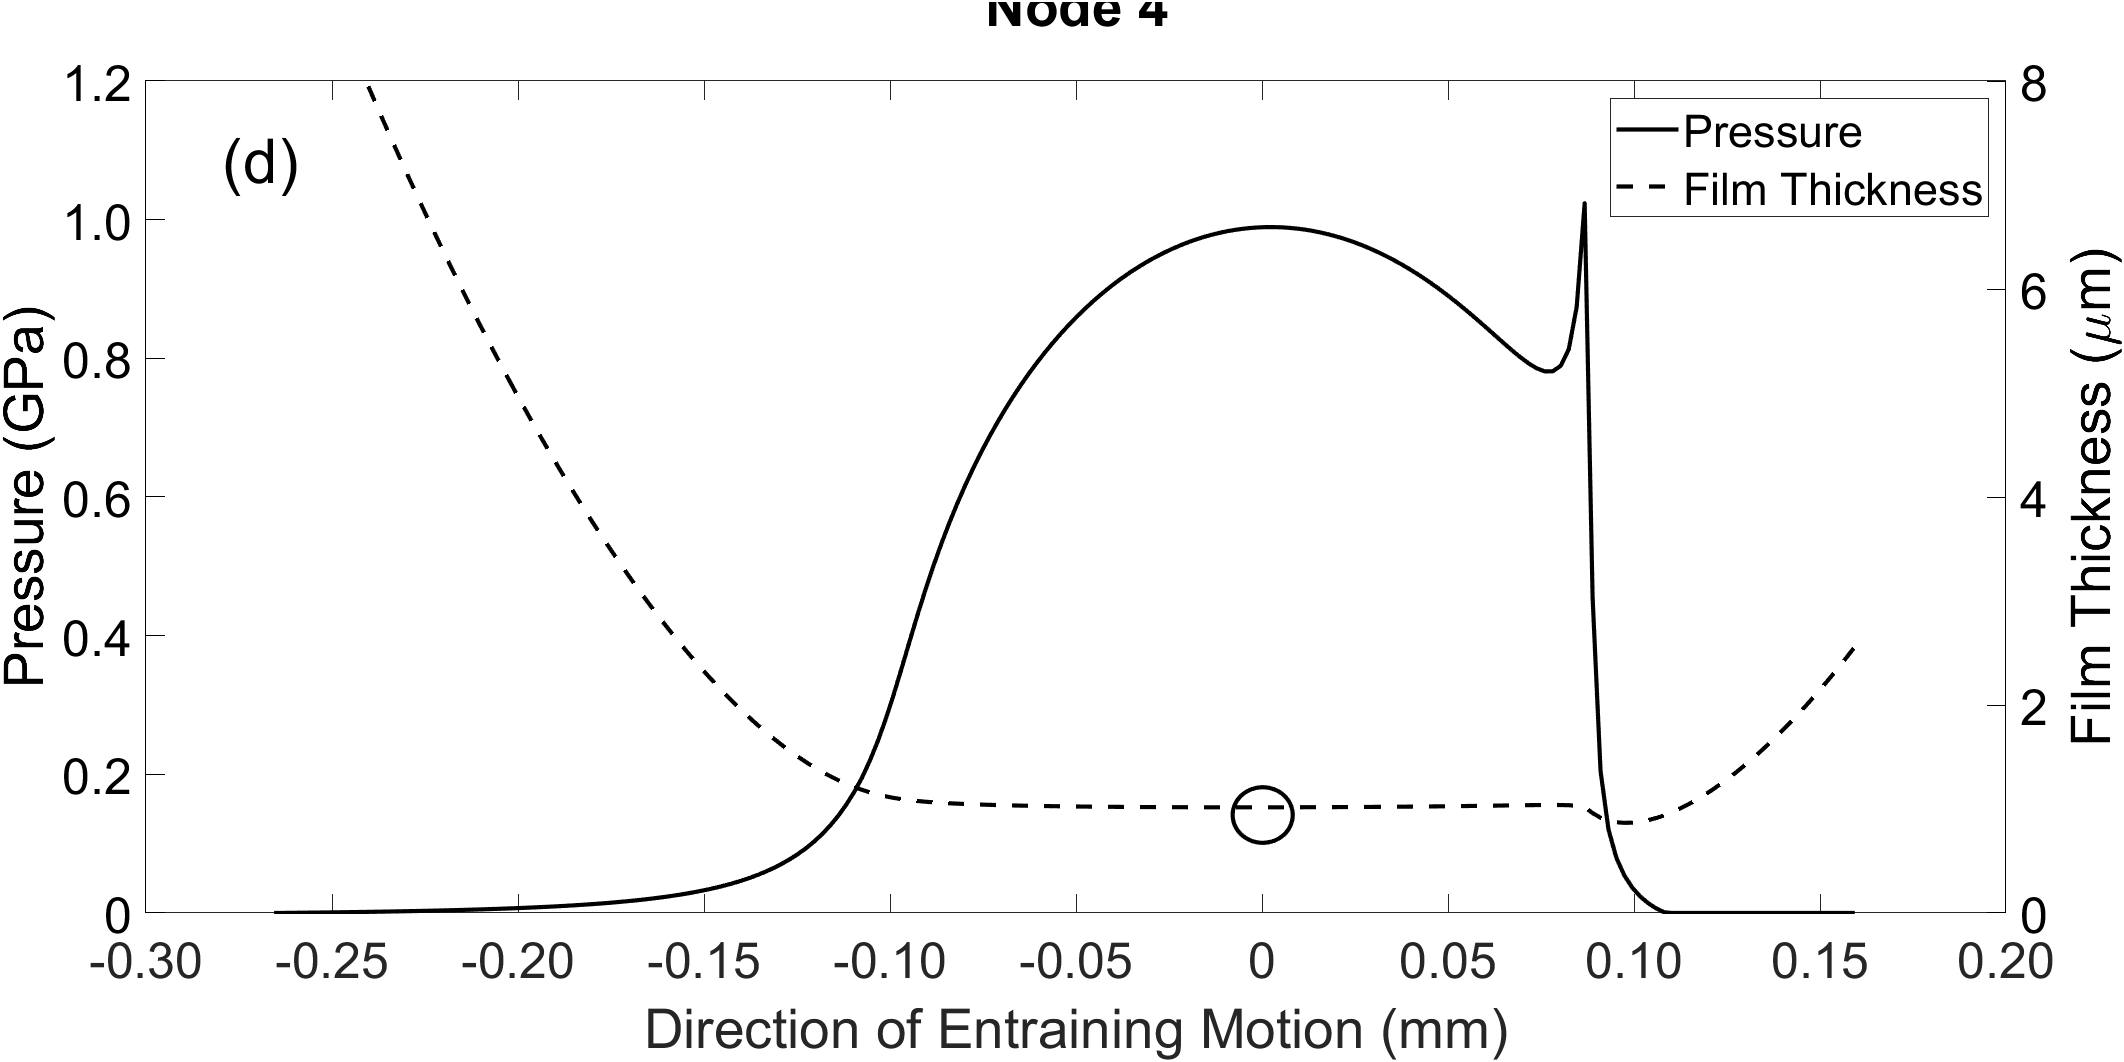 Node 4
1.2
1.0
0.8
0.6
0.4
0.2
0
Pressure (GPa)
(d)
Pressure
Film Thickness
8
6
4
2
0
Film Thickness (μm)
-0.30 -0.25 -0.20 -0.15 -0.10 -0.05 0 0.05 0.10 0.15 0.20
Direction of Entraining Motion (mm)